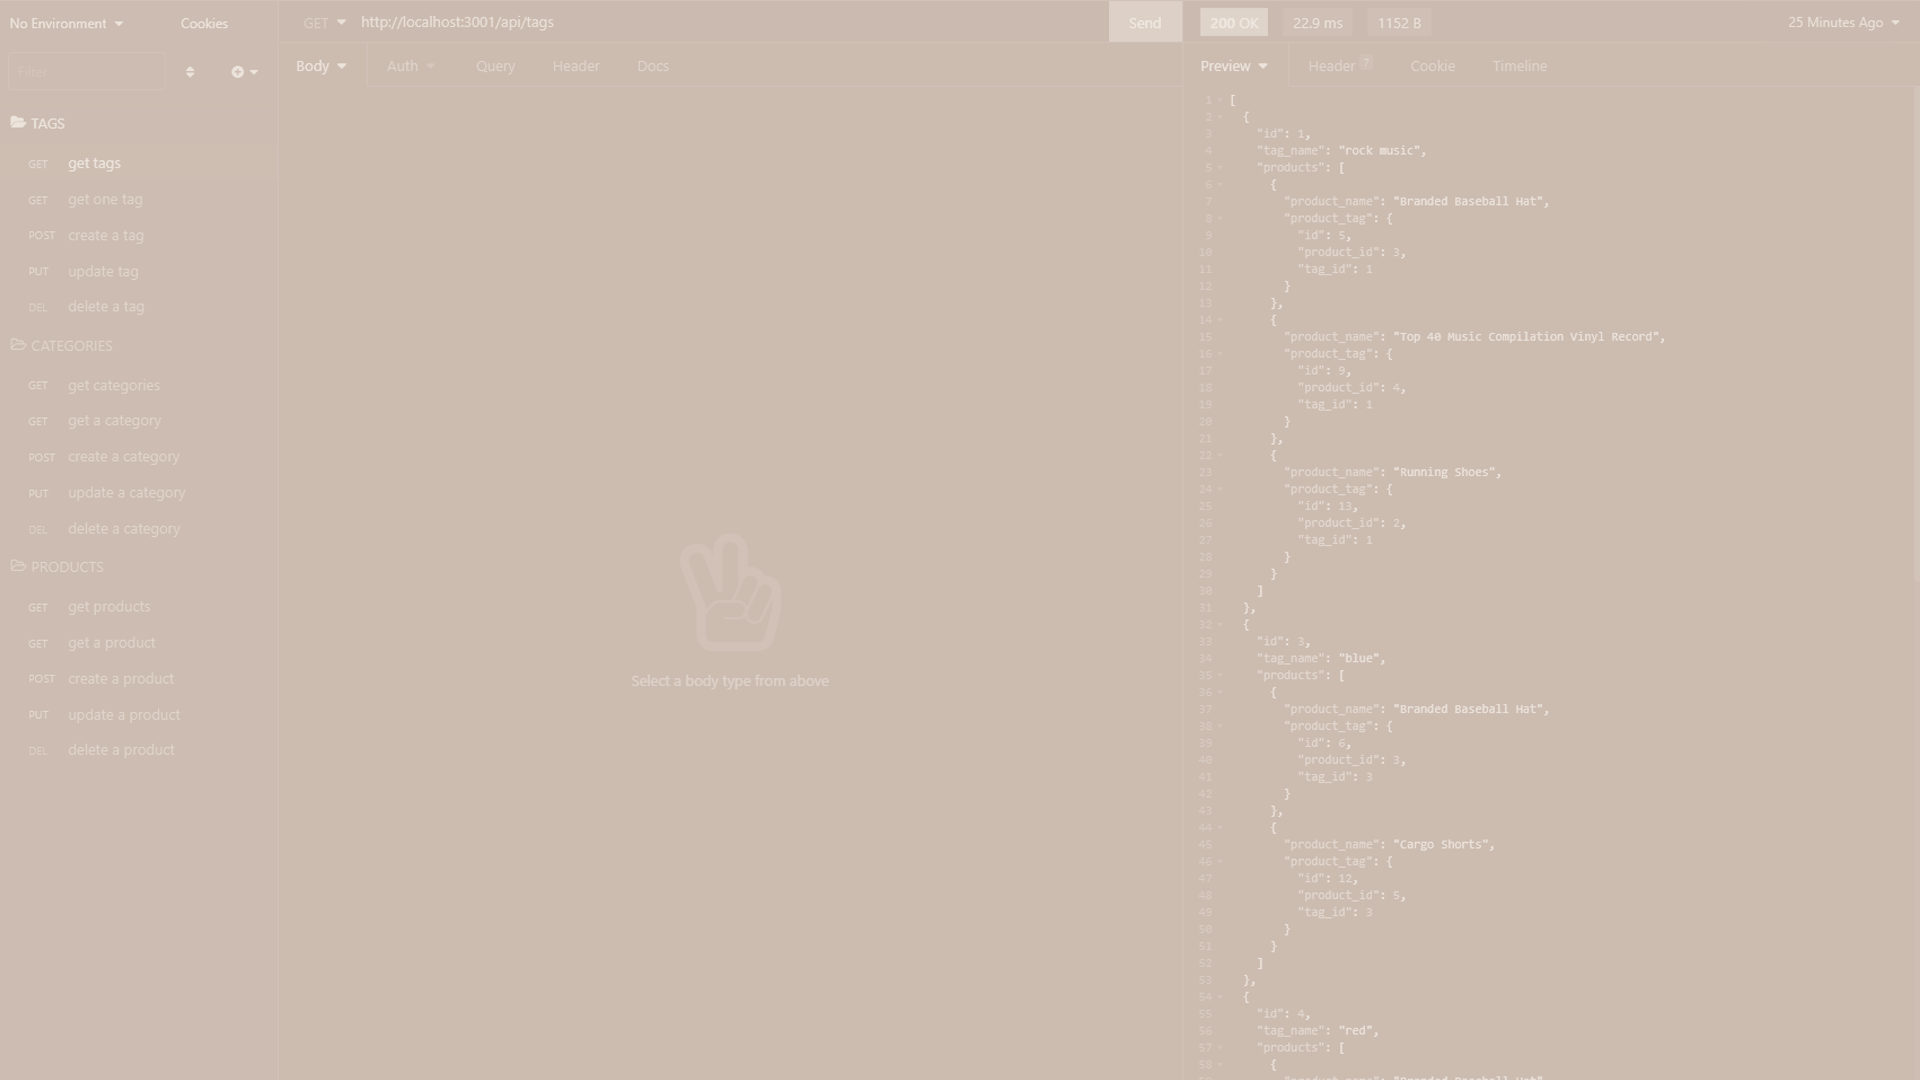 No Environment
Cookies
Filter
TAGS
GET get tags
GET get one tag
POST create a tag
PUT update tag
DEL delete a tag
CATEGORIES
GET get categories
GET get a category
POST create a category
PUT update a category
DEL delete a category
PRODUCTS
GET get products
GET get a product
POST create a product
PUT update a product
DEL delete a product
GET http://localhost:3001/api/tags Send
Body Auth Query Header Docs
Select a body type from above
200 OK 22.9 ms 1152 B 25 Minutes Ago
Preview Header 7 Cookie Timeline
1 [
2 {
3 "id": 1,
4 "tag_name": "rock music",
5 "products": [
6 {
7 "product_name": "Branded Baseball Hat",
8 "product_tag": {
9 "id": 5,
10 "product_id": 3,
11 "tag_id": 1
12 }
13 },
14 {
15 "product_name": "Top 40 Music Compilation Vinyl Record",
16 "product_tag": {
17 "id": 9,
18 "product_id": 4,
19 "tag_id": 1
20 }
21 },
22 {
23 "product_name": "Running Shoes",
24 "product_tag": {
25 "id": 13,
26 "product_id": 2,
27 "tag_id": 1
28 }
29 }
30 ]
31 },
32 {
33 "id": 3,
34 "tag_name": "blue",
35 "products": [
36 {
37 "product_name": "Branded Baseball Hat",
38 "product_tag": {
39 "id": 6,
40 "product_id": 3,
41 "tag_id": 3
42 }
43 },
44 {
45 "product_name": "Cargo Shorts",
46 "product_tag": {
47 "id": 12,
48 "product_id": 5,
49 "tag_id": 3
50 }
51 }
52 ]
53 },
54 {
55 "id": 4,
56 "tag_name": "red",
57 "products": [
58 {